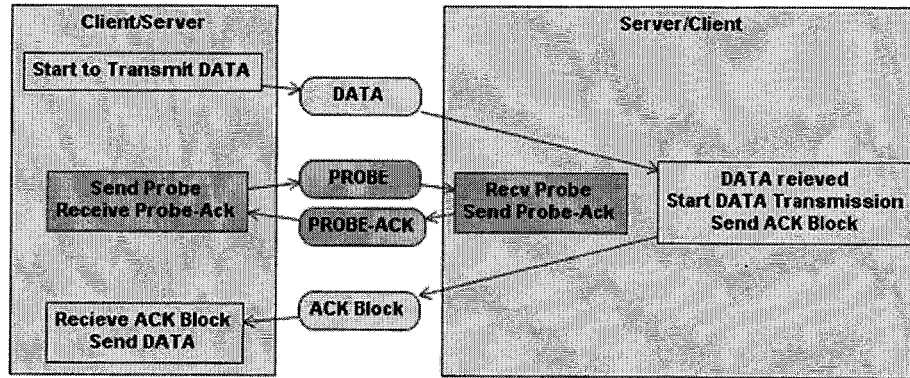 Client/Server
Server/Client
Start to Transmit DATA
DATA
Send Probe
Receive Probe-Ack
PROBE
PROBE-ACK
Recv Probe
Send Probe-Ack
DATA reieved
Start DATA Transmission
Send ACK Block
ACK Block
Recieve ACK Block
Send DATA